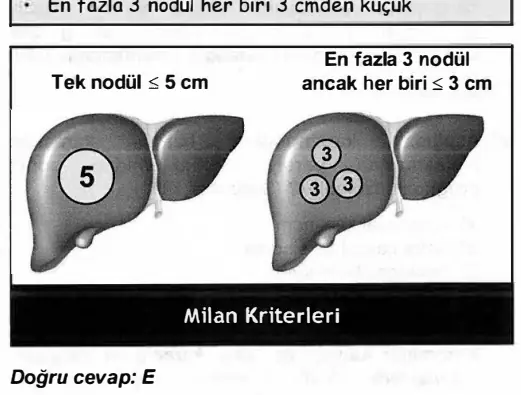 • En fazla 3 nodül her biri 3 cmden küçük
Tek nodül ≤ 5 cm
En fazla 3 nodül
ancak her biri ≤ 3 cm
5
3
3 3
Milan Kriterleri
Doğru cevap: E